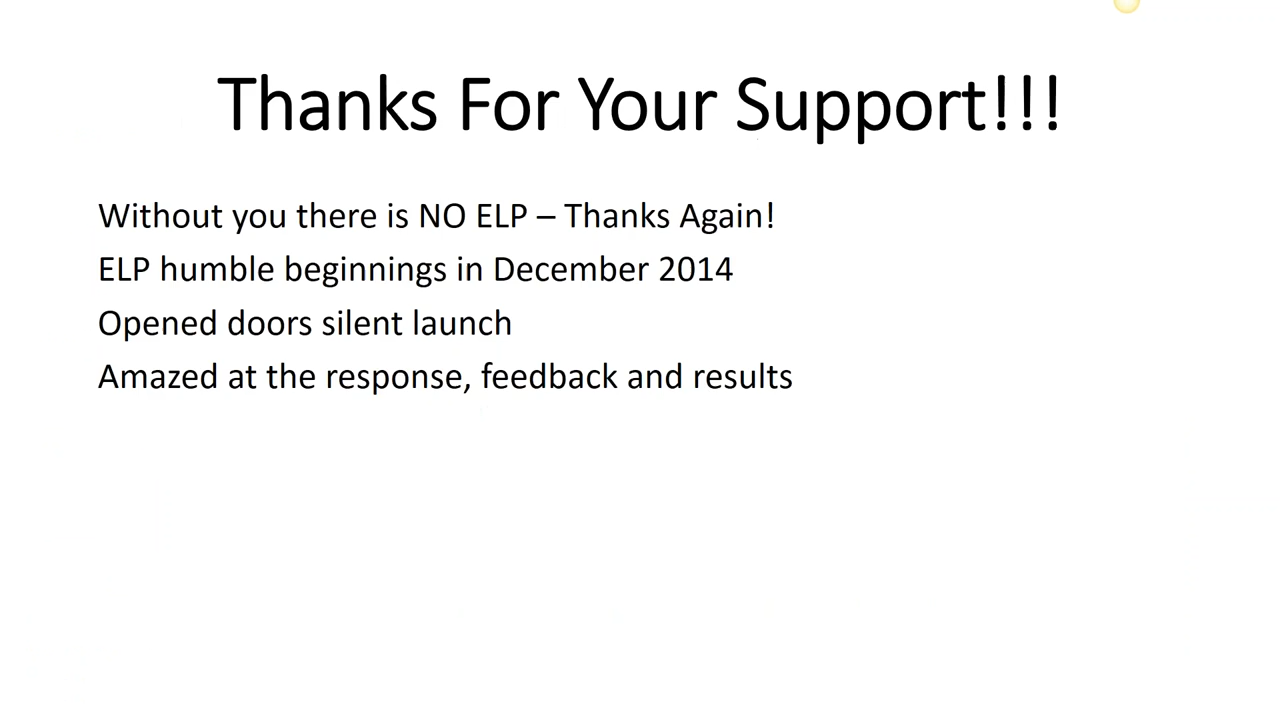 Thanks For Your Support!!!
Without you there is NO ELP – Thanks Again!
ELP humble beginnings in December 2014
Opened doors silent launch
Amazed at the response, feedback and results